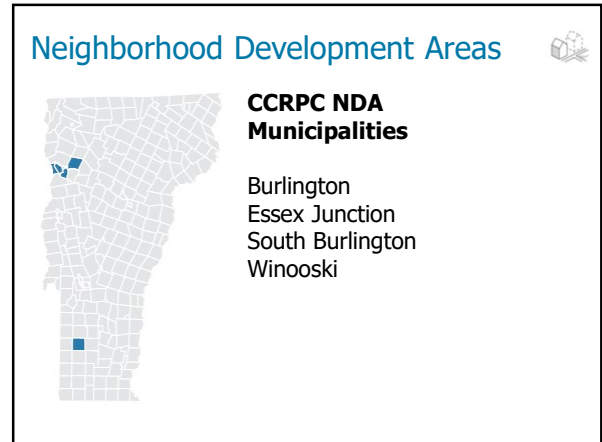 Neighborhood Development Areas
CCRPC NDA
Municipalities
Burlington
Essex Junction
South Burlington
Winooski